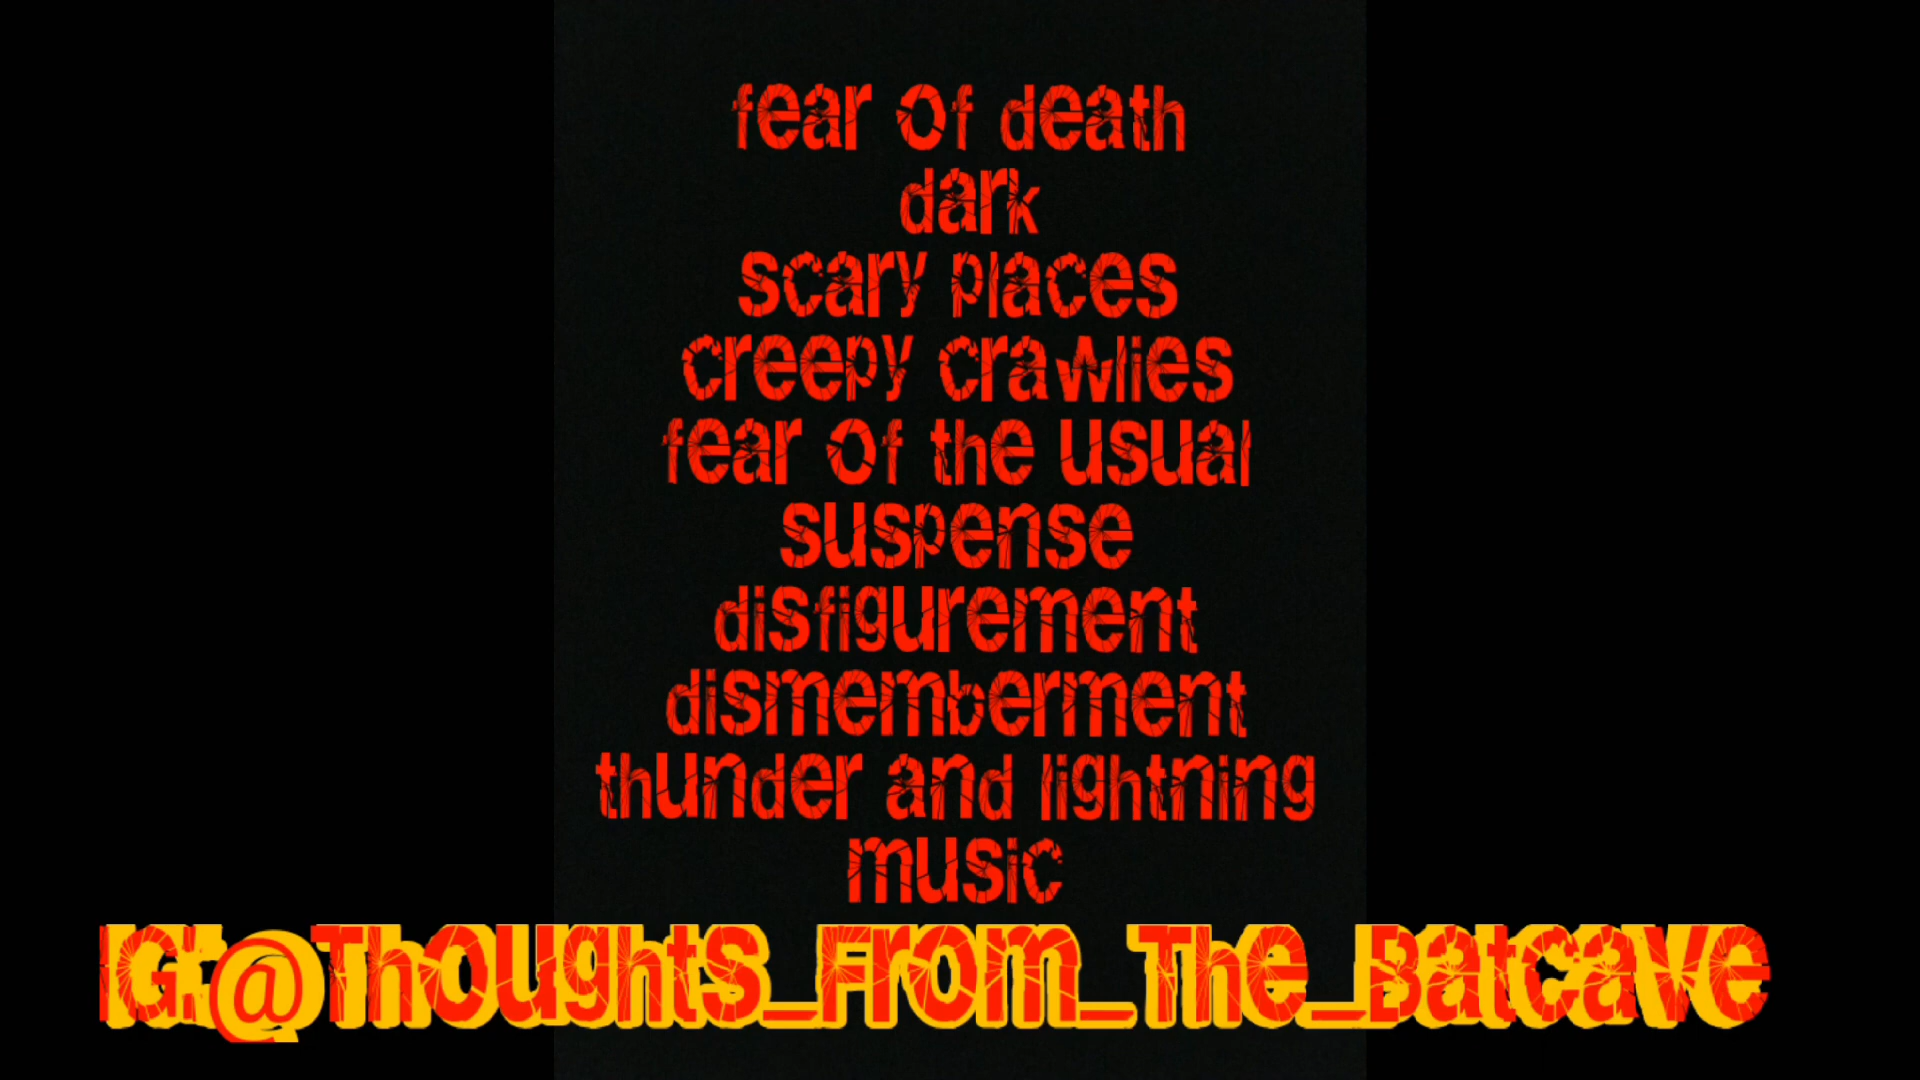 fear of death
dark
scary places
creepy crawlies
fear of the usual
suspense
disfigurement
dismemberment
thunder and lightning
music
IG:@Thoughts_From_The_Batcave